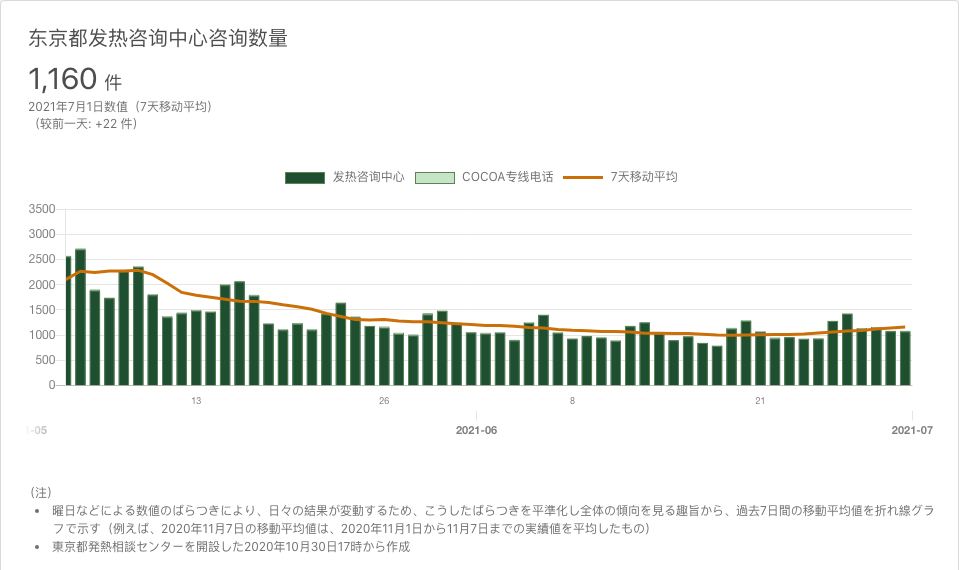 东京都发热咨询中心咨询数量
1,160 件
2021年7月1日数值（7天移动平均）
（较前一天: +22 件）
发热咨询中心 COCOA专线电话 7天移动平均
3500
3000
2500
2000
1500
1000
500
0
13 26 8 21
1-05 2021-06 2021-07
（注）
• 曜日などによる数値のばらつきにより、日々の結果が変動するため、こうしたばらつきを平準化し全体の傾向を見る趣旨から、過去7日間の移動平均値を折れ線グラ
フで示す（例えば、2020年11月7日の移動平均値は、2020年11月1日から11月7日までの実績値を平均したもの）
• 東京都発熱相談センターを開設した2020年10月30日17時から作成